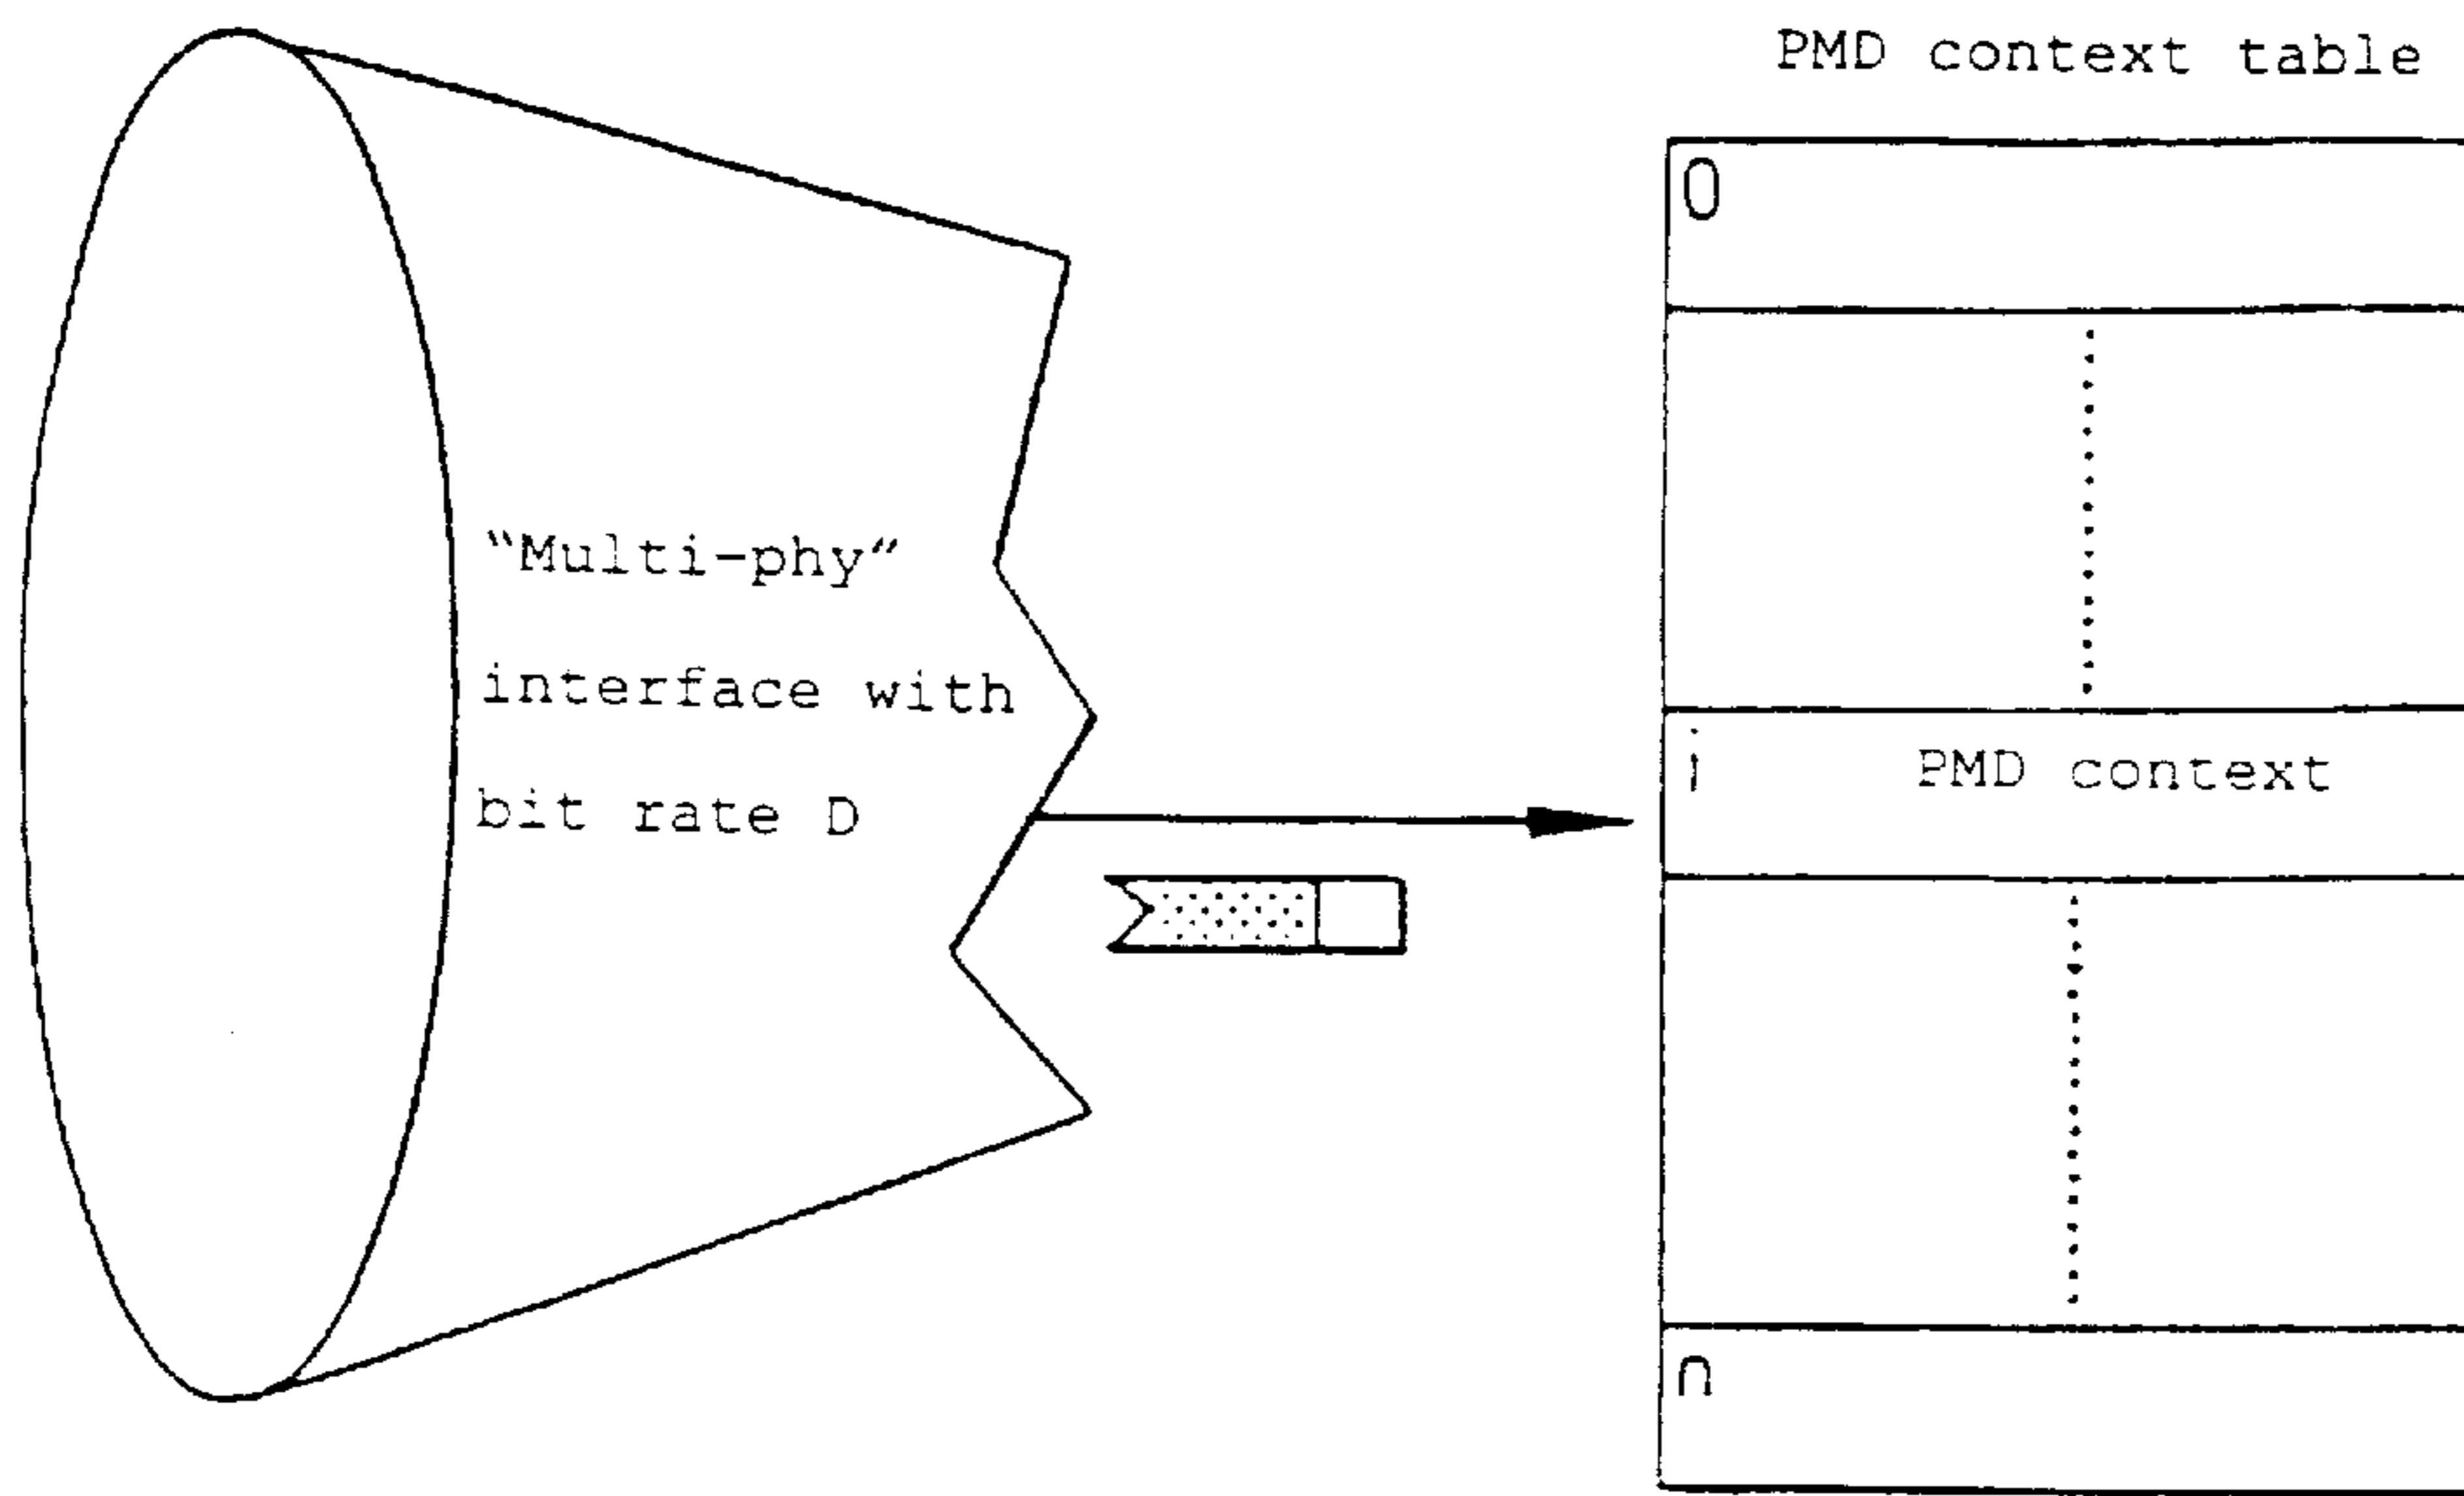 PMD context table
0
“Multi-phy”
interface with
bit rate D
i PMD context
n